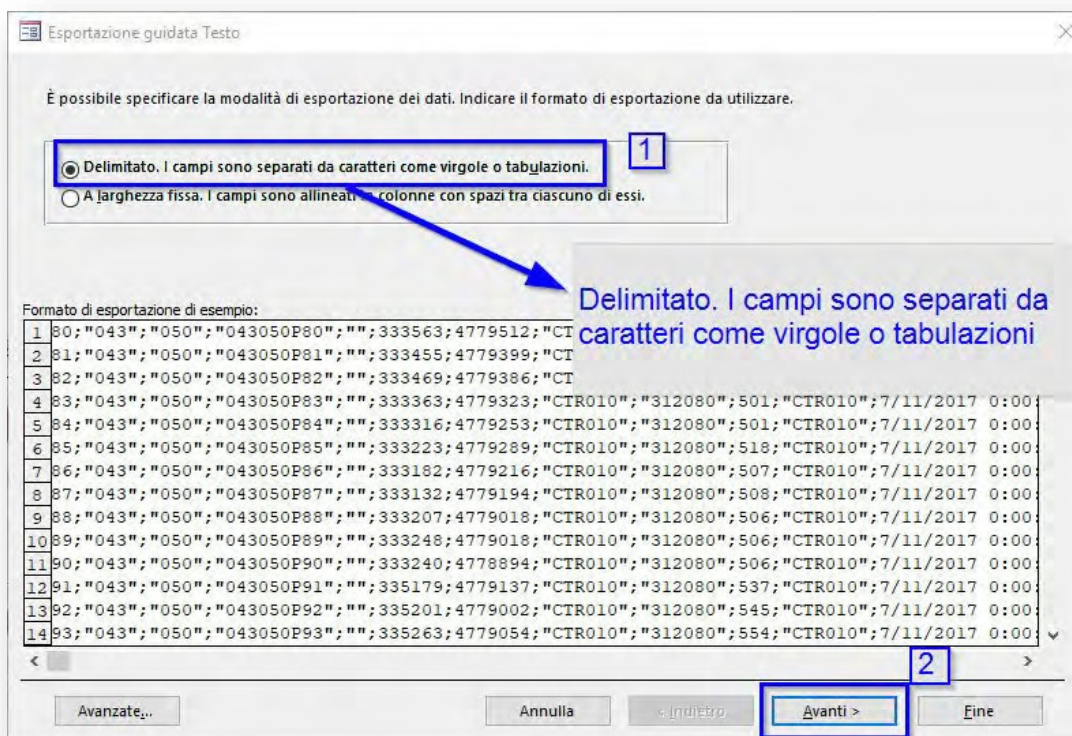 Esportazione guidata Testo
È possibile specificare la modalità di esportazione dei dati. Indicare il formato di esportazione da utilizzare.
1
Delimitato. I campi sono separati da caratteri come virgole o tabulazioni.
A larghezza fissa. I campi sono allineati in colonne con spazi tra ciascuno di essi.
Delimitato. I campi sono separati da
caratteri come virgole o tabulazioni
Formato di esportazione di esempio:
1 80;"043";"050";"043050P80";"";333563;4779512;"CT
2 81;"043";"050";"043050P81";"";333455;4779399;"CT
3 82;"043";"050";"043050P82";"";333469;4779386;"CT
4 83;"043";"050";"043050P83";"";333363;4779323;"CTR010";"312080";501;"CTR010";7/11/2017 0:00:
5 84;"043";"050";"043050P84";"";333316;4779253;"CTR010";"312080";501;"CTR010";7/11/2017 0:00:
6 85;"043";"050";"043050P85";"";333223;4779289;"CTR010";"312080";518;"CTR010";7/11/2017 0:00:
7 86;"043";"050";"043050P86";"";333182;4779216;"CTR010";"312080";507;"CTR010";7/11/2017 0:00:
8 87;"043";"050";"043050P87";"";333132;4779194;"CTR010";"312080";508;"CTR010";7/11/2017 0:00:
9 88;"043";"050";"043050P88";"";333207;4779018;"CTR010";"312080";506;"CTR010";7/11/2017 0:00:
10 89;"043";"050";"043050P89";"";333248;4779018;"CTR010";"312080";506;"CTR010";7/11/2017 0:00:
11 90;"043";"050";"043050P90";"";333240;4778894;"CTR010";"312080";506;"CTR010";7/11/2017 0:00:
12 91;"043";"050";"043050P91";"";335179;4779137;"CTR010";"312080";537;"CTR010";7/11/2017 0:00:
13 92;"043";"050";"043050P92";"";335201;4779002;"CTR010";"312080";545;"CTR010";7/11/2017 0:00:
14 93;"043";"050";"043050P93";"";335263;4779054;"CTR010";"312080";554;"CTR010";7/11/2017 0:00:
2
Avanzate... Annulla < Indietro Avanti > Fine